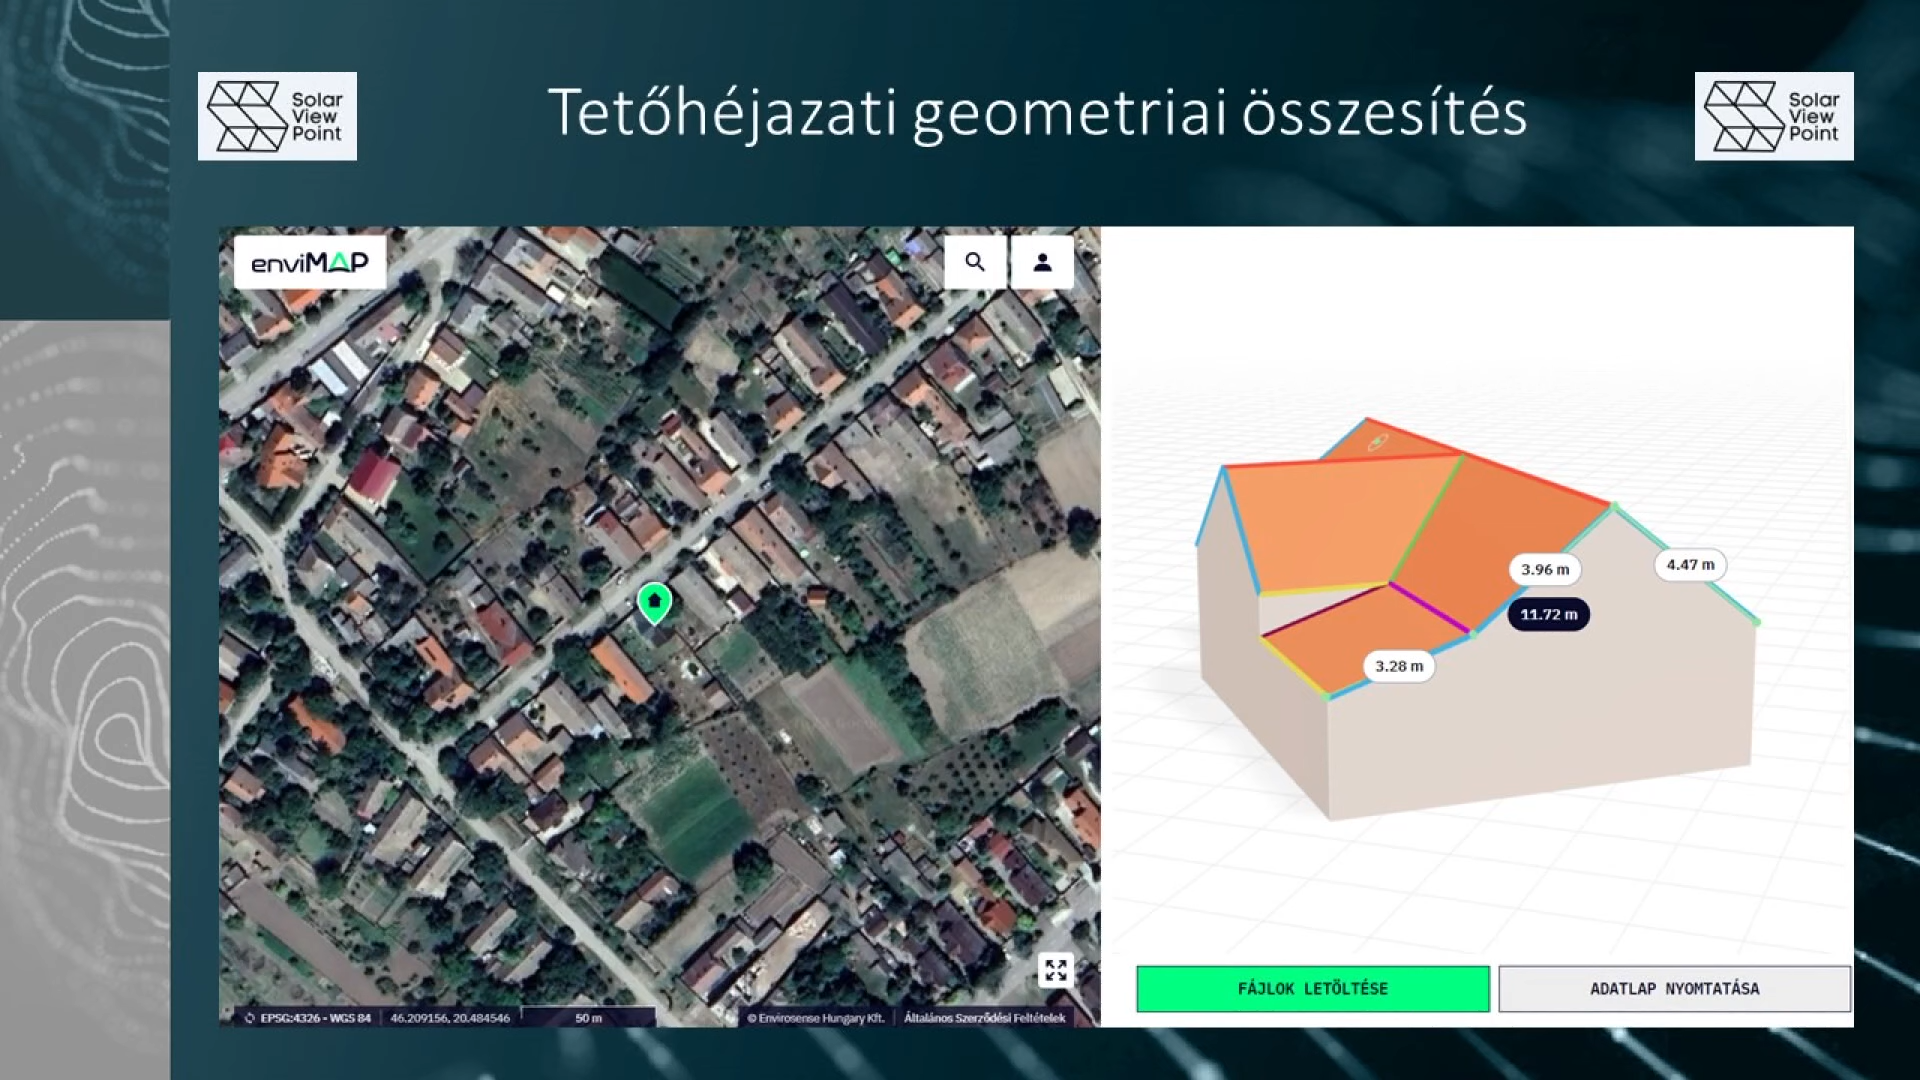 Solar
View
Point
Tetőhéjazati geometriai összesítés
Solar
View
Point
enviMAP
3.96 m
4.47 m
11.72 m
3.28 m
EPSG:4326 - WGS 84
46.209156, 20.484546
50 m
© Envirosense Hungary Kft.
Általános Szerződési Feltételek
FÁJLOK LETÖLTÉSE
ADATLAP NYOMTATÁSA